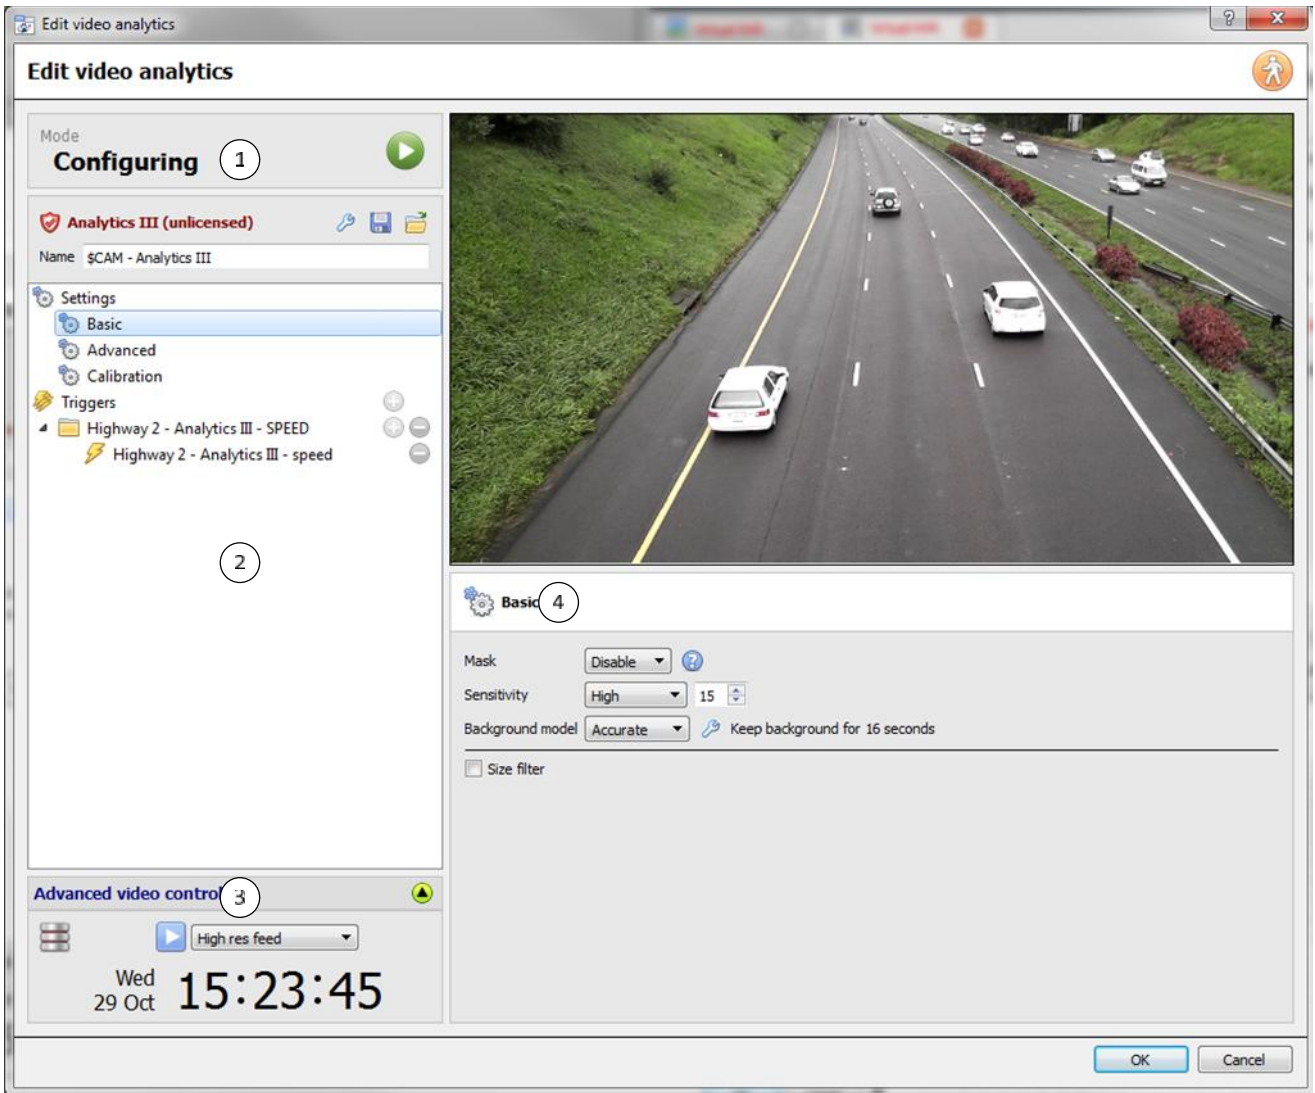 Edit video analytics
Edit video analytics
Mode
Configuring 1
Analytics III (unlicensed)
Name $CAM - Analytics III
Settings
Basic
Advanced
Calibration
Triggers
Highway 2 - Analytics III - SPEED
Highway 2 - Analytics III - speed
2
Advanced video control 3
High res feed
Wed
29 Oct 15:23:45
Basic 4
Mask Disable ?
Sensitivity High 15
Background model Accurate Keep background for 16 seconds
Size filter
OK Cancel